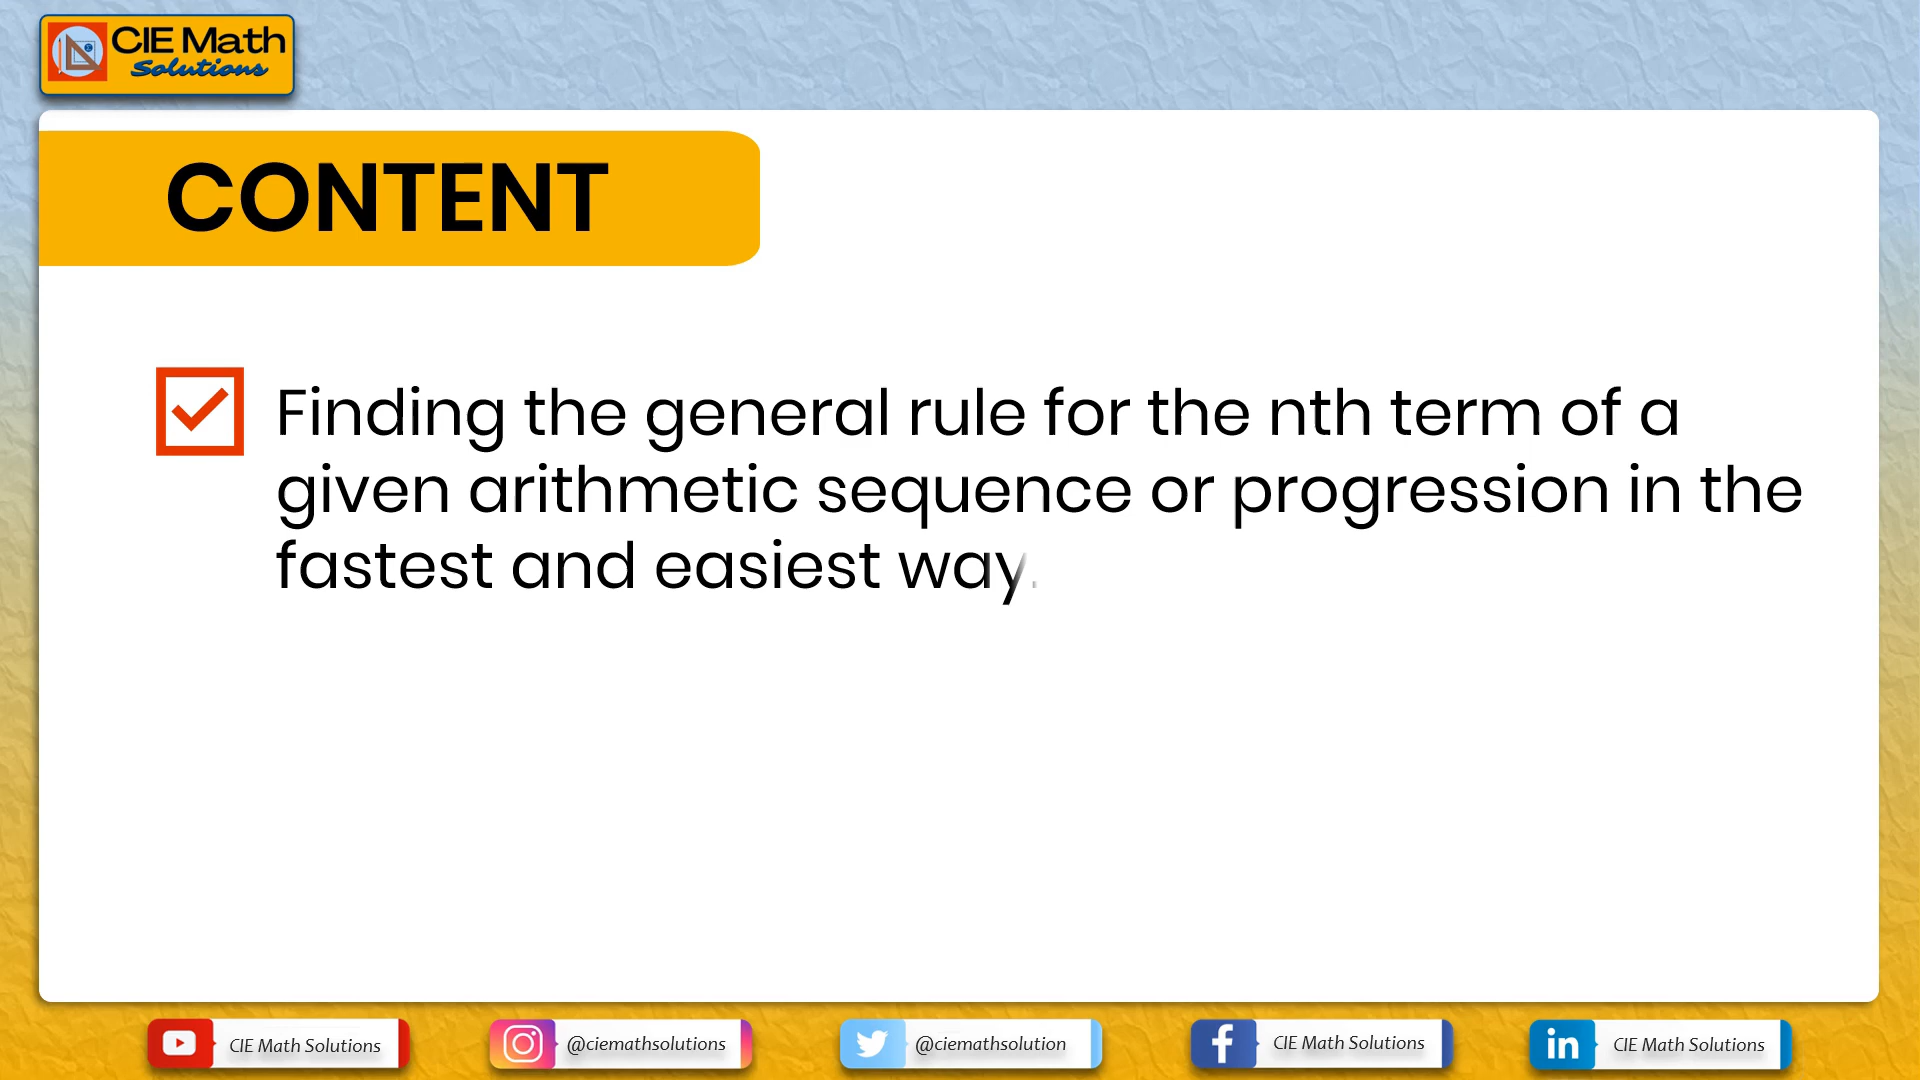 CIE Math
Solutions
CONTENT
Finding the general rule for the nth term of a
given arithmetic sequence or progression in the
fastest and easiest way.
CIE Math Solutions
@ciemathsolutions
@ciemathsolution
CIE Math Solutions
CIE Math Solutions